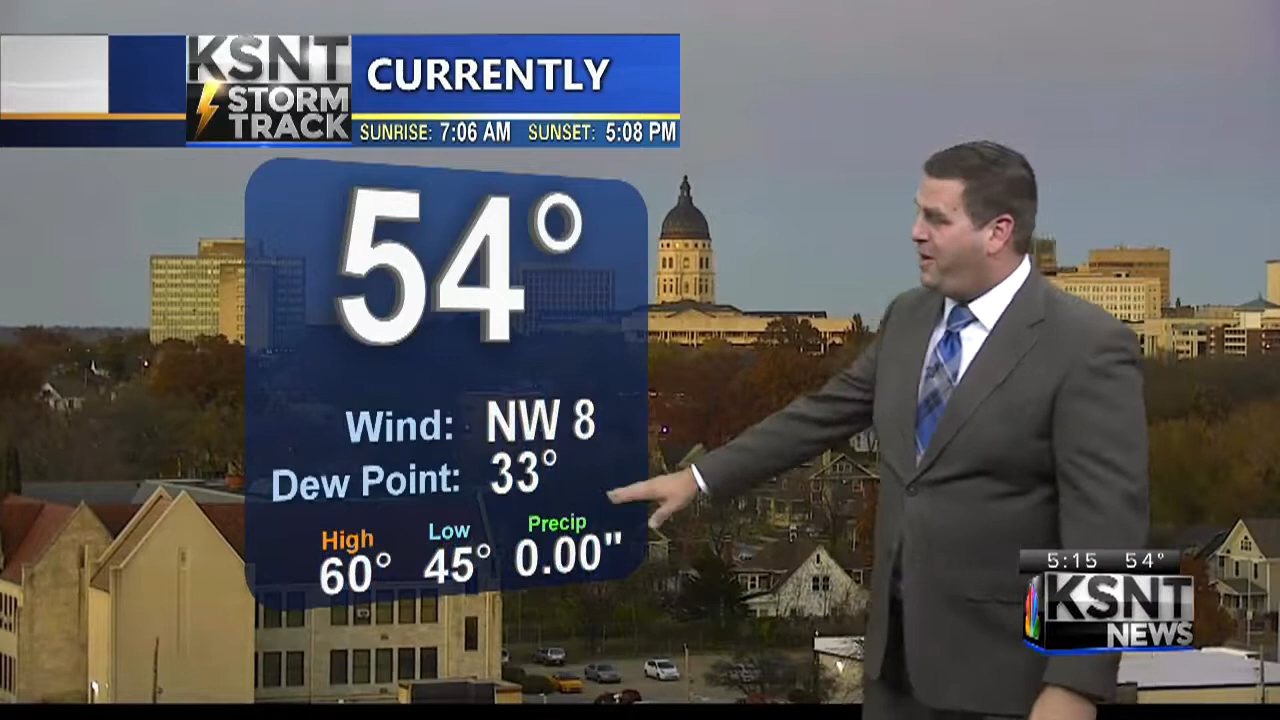 KSNT
STORM
TRACK
CURRENTLY
SUNRISE: 7:06 AM SUNSET: 5:08 PM
54°
Wind: NW 8
Dew Point: 33°
High Low Precip
60° 45° 0.00"
5:15 54°
KSNT
NEWS